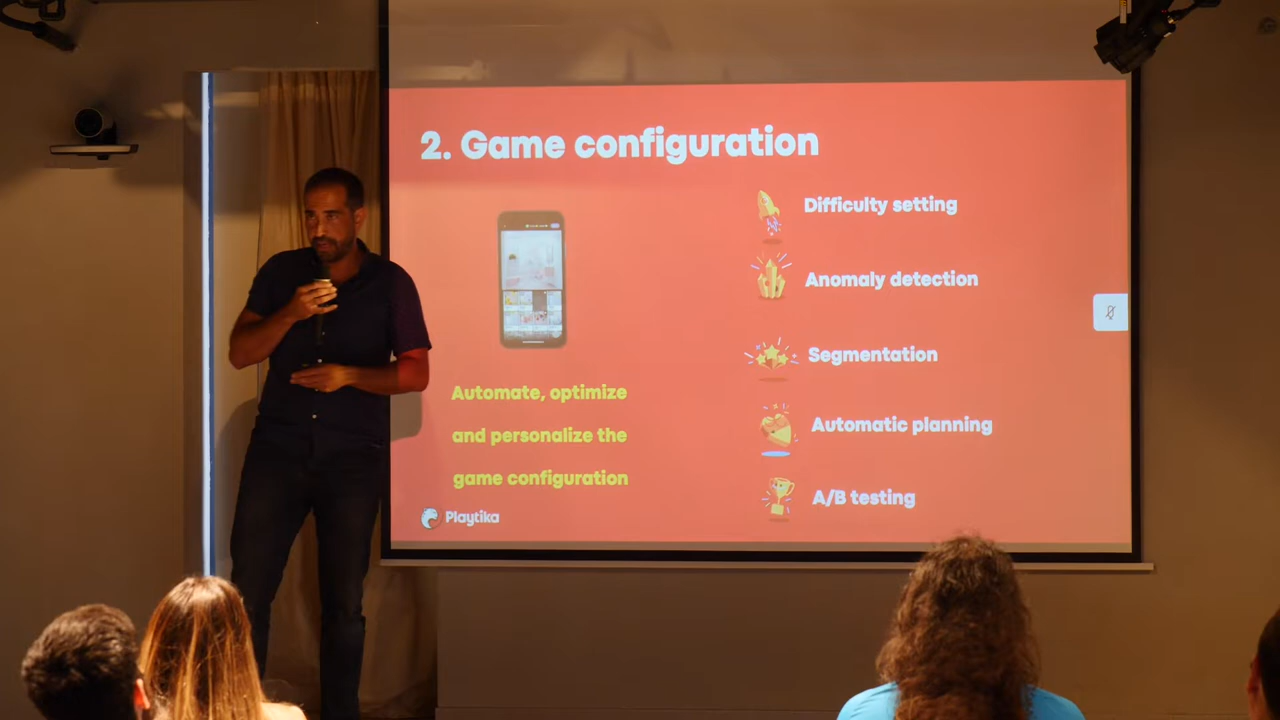 2. Game configuration
Difficulty setting
Anomaly detection
Segmentation
Automatic planning
A/B testing
Automate, optimize
and personalize the
game configuration
Playtika